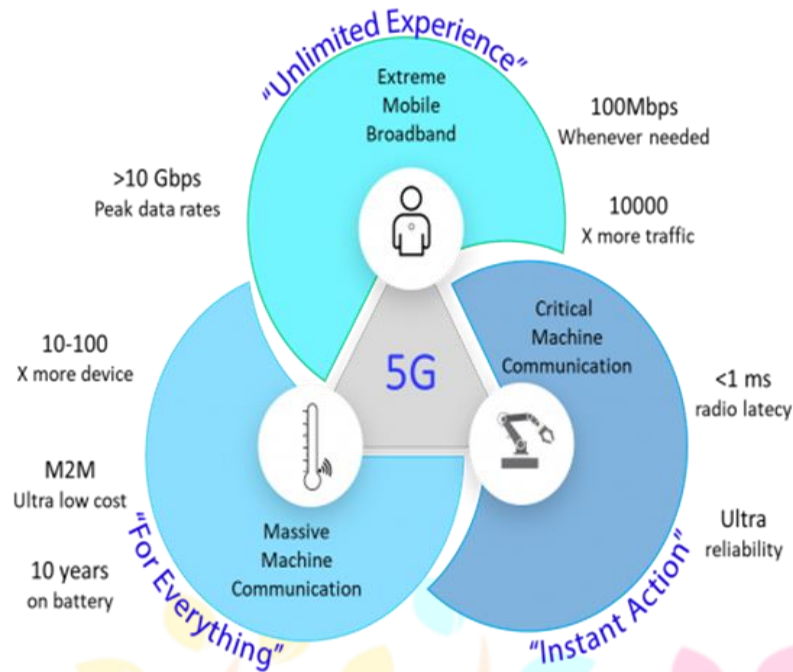 “Unlimited Experience”
Extreme
Mobile
Broadband
100Mbps
Whenever needed
>10 Gbps
Peak data rates
10000
X more traffic
Critical
Machine
Communication
10-100
X more device
5G
<1 ms
radio latecy
M2M
Ultra low cost
Massive
Machine
Communication
Ultra
reliability
10 years
on battery
“For Everything”
“Instant Action”